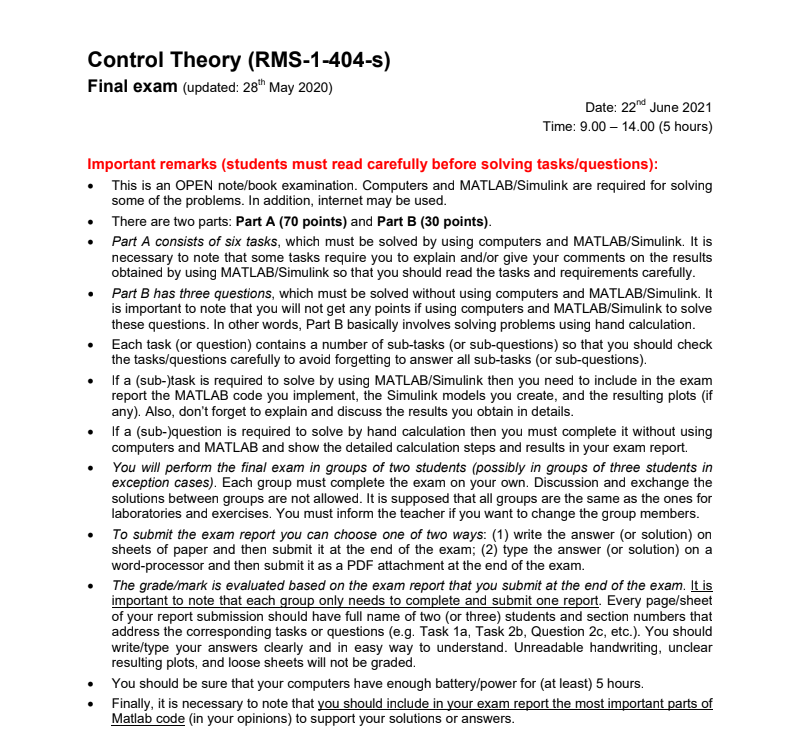 Control Theory (RMS-1-404-s)
Final exam (updated: 28th May 2020)
Date: 22nd June 2021
Time: 9.00 – 14.00 (5 hours)
Important remarks (students must read carefully before solving tasks/questions):
• This is an OPEN note/book examination. Computers and MATLAB/Simulink are required for solving
some of the problems. In addition, internet may be used.
• There are two parts: Part A (70 points) and Part B (30 points).
• Part A consists of six tasks, which must be solved by using computers and MATLAB/Simulink. It is
necessary to note that some tasks require you to explain and/or give your comments on the results
obtained by using MATLAB/Simulink so that you should read the tasks and requirements carefully.
• Part B has three questions, which must be solved without using computers and MATLAB/Simulink. It
is important to note that you will not get any points if using computers and MATLAB/Simulink to solve
these questions. In other words, Part B basically involves solving problems using hand calculation.
• Each task (or question) contains a number of sub-tasks (or sub-questions) so that you should check
the tasks/questions carefully to avoid forgetting to answer all sub-tasks (or sub-questions).
• If a (sub-)task is required to solve by using MATLAB/Simulink then you need to include in the exam
report the MATLAB code you implement, the Simulink models you create, and the resulting plots (if
any). Also, don't forget to explain and discuss the results you obtain in details.
• If a (sub-)question is required to solve by hand calculation then you must complete it without using
computers and MATLAB and show the detailed calculation steps and results in your exam report.
• You will perform the final exam in groups of two students (possibly in groups of three students in
exception cases). Each group must complete the exam on your own. Discussion and exchange the
solutions between groups are not allowed. It is supposed that all groups are the same as the ones for
laboratories and exercises. You must inform the teacher if you want to change the group members.
• To submit the exam report you can choose one of two ways: (1) write the answer (or solution) on
sheets of paper and then submit it at the end of the exam; (2) type the answer (or solution) on a
word-processor and then submit it as a PDF attachment at the end of the exam.
• The grade/mark is evaluated based on the exam report that you submit at the end of the exam. It is
important to note that each group only needs to complete and submit one report. Every page/sheet
of your report submission should have full name of two (or three) students and section numbers that
address the corresponding tasks or questions (e.g. Task 1a, Task 2b, Question 2c, etc.). You should
write/type your answers clearly and in easy way to understand. Unreadable handwriting, unclear
resulting plots, and loose sheets will not be graded.
• You should be sure that your computers have enough battery/power for (at least) 5 hours.
• Finally, it is necessary to note that you should include in your exam report the most important parts of
Matlab code (in your opinions) to support your solutions or answers.